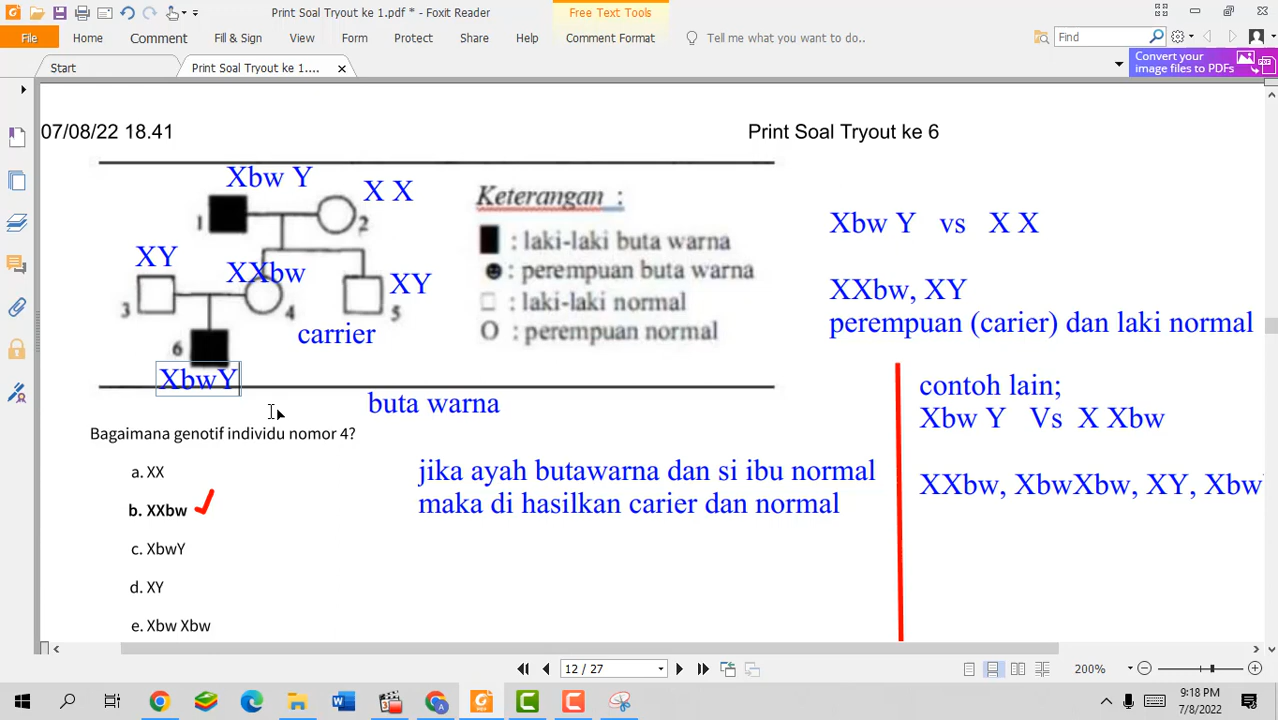 Print Soal Tryout ke 1.pdf * - Foxit Reader
Free Text Tools
File
Home
Comment
Fill & Sign
View
Form
Protect
Share
Help
Comment Format
Tell me what you want to do..
Find
Start
Print Soal Tryout ke 1....
Convert your
image files to PDFs
07/08/22 18.41
Print Soal Tryout ke 6
Xbw Y
X X
1
2
XY
XXbw
XY
3
4
5
carrier
6
XbwY
Keterangan :
: laki-laki buta warna
: perempuan buta warna
: laki-laki normal
: perempuan normal
buta warna
Xbw Y vs X X
XXbw, XY
perempuan (carier) dan laki normal
contoh lain;
Xbw Y Vs X Xbw
XXbw, XbwXbw, XY, Xbw
Bagaimana genotif individu nomor 4?
a. XX
b. XXbw
c. XbwY
d. XY
e. Xbw Xbw
jika ayah butawarna dan si ibu normal
maka di hasilkan carier dan normal
12 / 27
200%
9:18 PM
7/8/2022